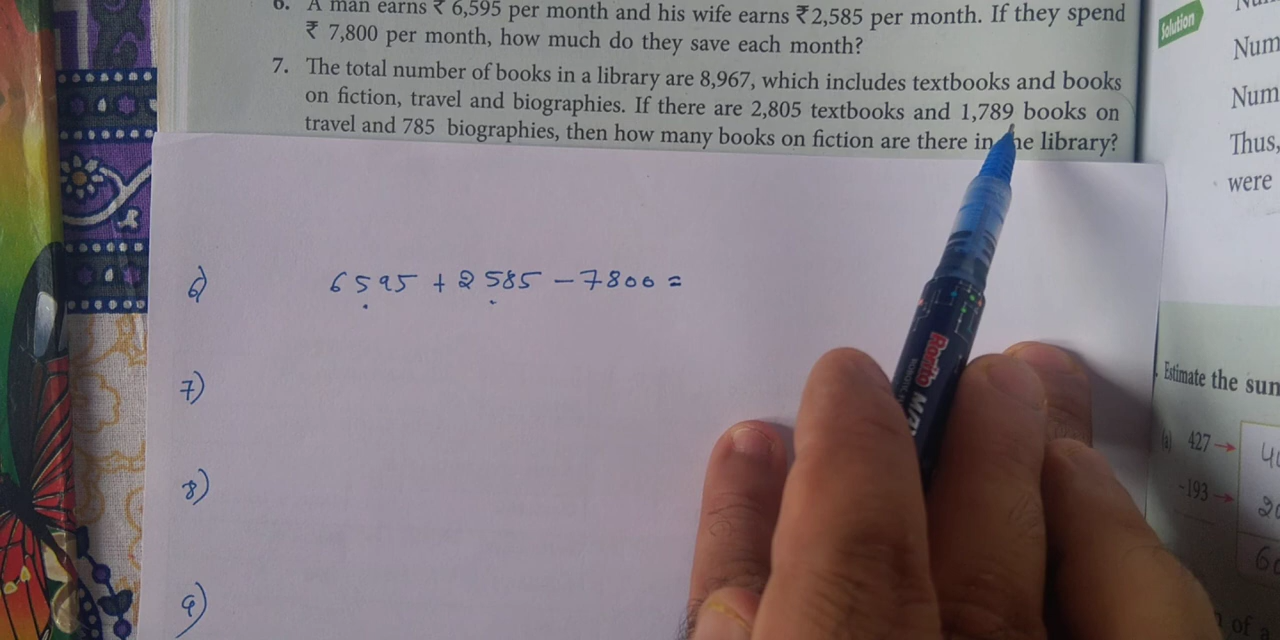 6. A man earns ₹ 6,595 per month and his wife earns ₹2,585 per month. If they spend
₹ 7,800 per month, how much do they save each month?
7. The total number of books in a library are 8,967, which includes textbooks and books
on fiction, travel and biographies. If there are 2,805 textbooks and 1,789 books on
travel and 785 biographies, then how many books on fiction are there in he library?
6) 6595 + 2585 - 7800 =
7)
8)
9)
Rorito
Solution
Num
Num
Thus,
were
Estimate the sum
(a) 427 →
-193 →
of